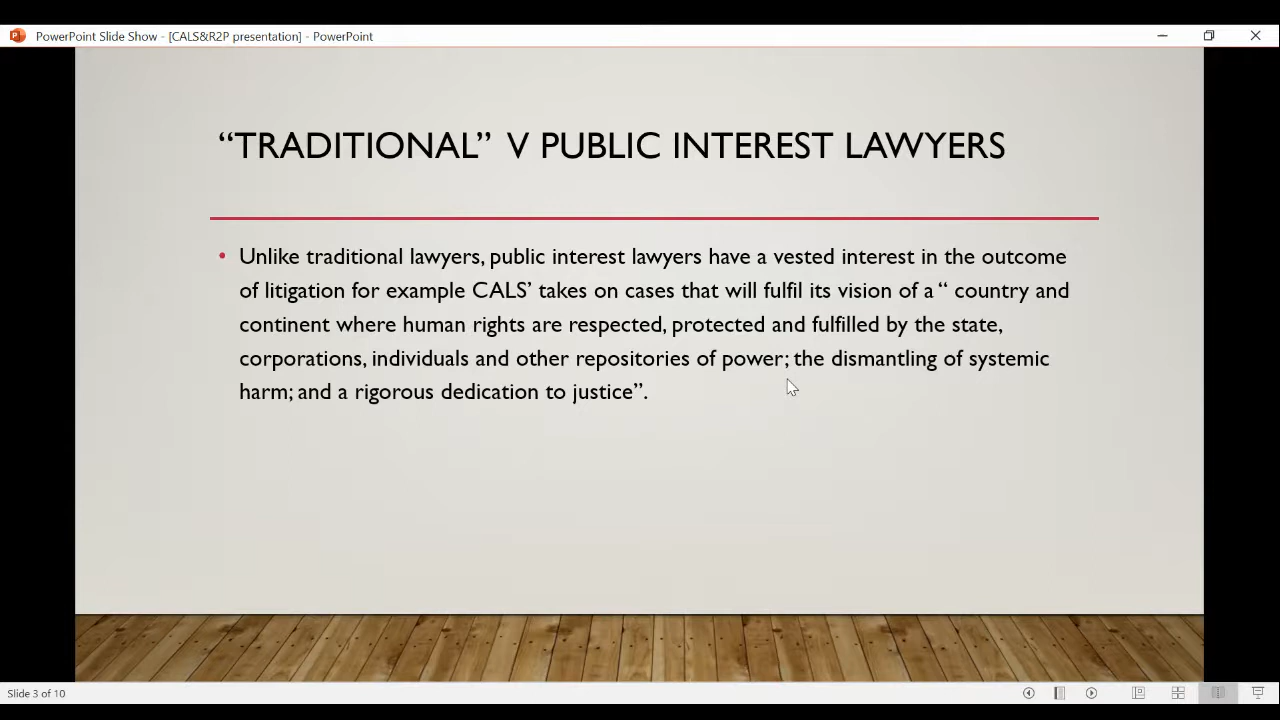 PowerPoint Slide Show - [CALS&R2P presentation] - PowerPoint
“TRADITIONAL” V PUBLIC INTEREST LAWYERS
• Unlike traditional lawyers, public interest lawyers have a vested interest in the outcome
of litigation for example CALS’ takes on cases that will fulfil its vision of a “ country and
continent where human rights are respected, protected and fulfilled by the state,
corporations, individuals and other repositories of power; the dismantling of systemic
harm; and a rigorous dedication to justice”.
Slide 3 of 10